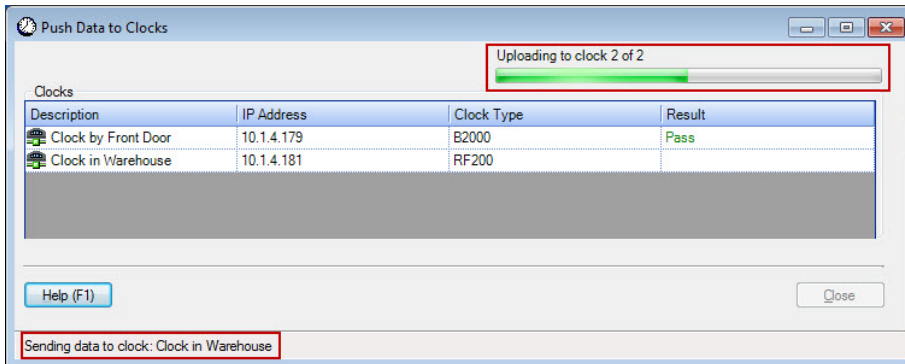 Push Data to Clocks
Uploading to clock 2 of 2
Clocks
Description IP Address Clock Type Result
Clock by Front Door 10.1.4.179 B2000 Pass
Clock in Warehouse 10.1.4.181 RF200
Help (F1) Close
Sending data to clock: Clock in Warehouse